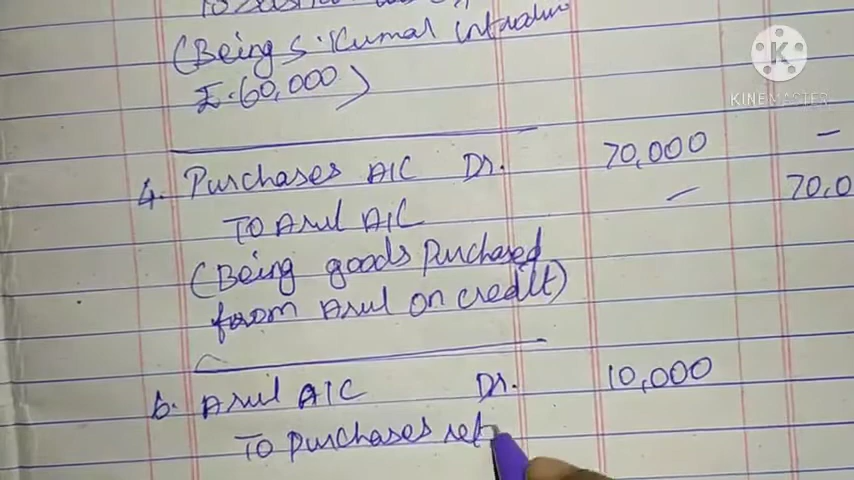 (Being S. Kumar introduce
₹.60,000)
4. Purchases A/C Dr. 70,000 –
To Arul A/C – 70,0
(Being goods purchased
from Arul on credit)
6. Arul A/C Dr. 10,000
To purchases ret
K
KINEMASTER